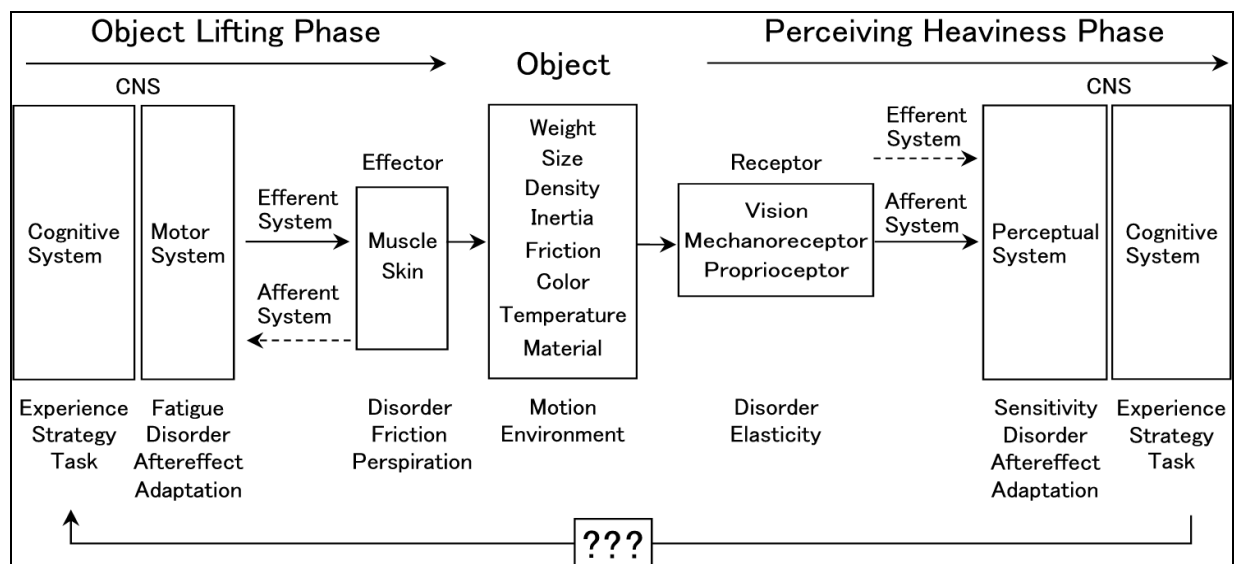 Object Lifting Phase
Perceiving Heaviness Phase
Object
CNS
CNS
Cognitive
System
Motor
System
Efferent
System
Afferent
System
Effector
Muscle
Skin
Weight
Size
Density
Inertia
Friction
Color
Temperature
Material
Receptor
Vision
Mechanoreceptor
Proprioceptor
Efferent
System
Afferent
System
Perceptual
System
Cognitive
System
Experience
Strategy
Task
Fatigue
Disorder
Aftereffect
Adaptation
Disorder
Friction
Perspiration
Motion
Environment
Disorder
Elasticity
Sensitivity
Disorder
Aftereffect
Adaptation
Experience
Strategy
Task
???